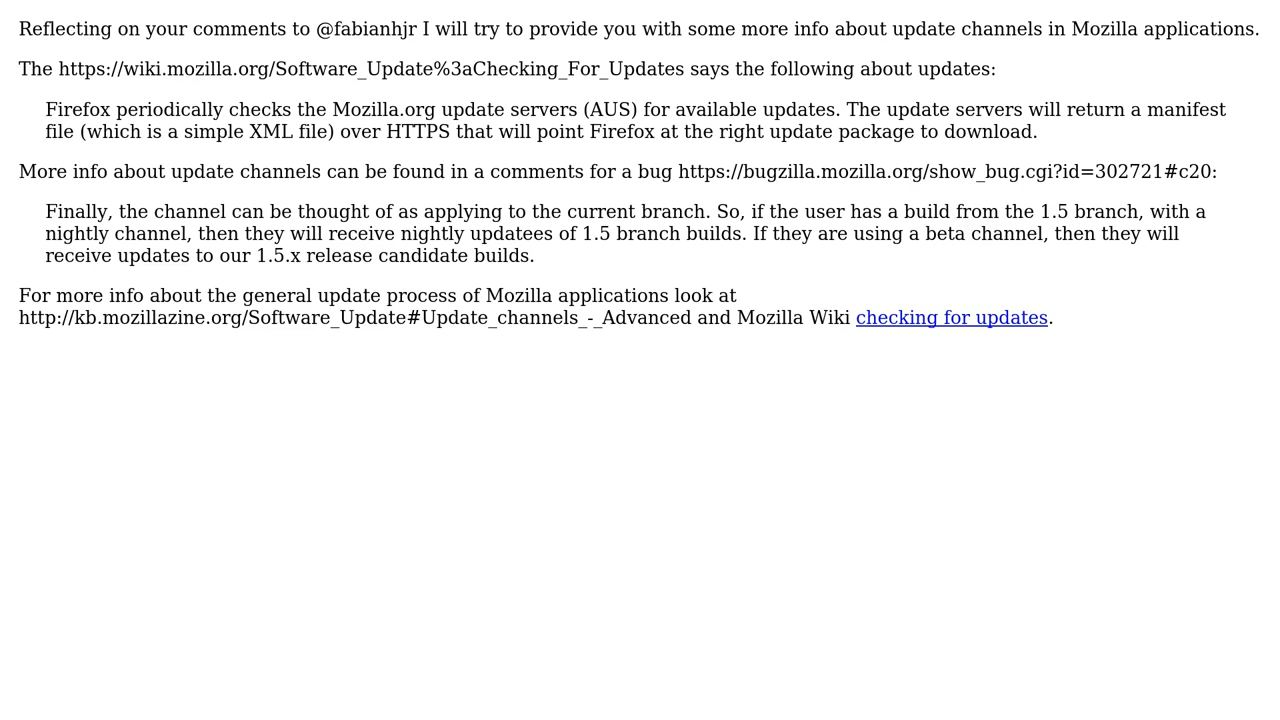 Reflecting on your comments to @fabianhjr I will try to provide you with some more info about update channels in Mozilla applications.
The https://wiki.mozilla.org/Software_Update%3aChecking_For_Updates says the following about updates:
Firefox periodically checks the Mozilla.org update servers (AUS) for available updates. The update servers will return a manifest
file (which is a simple XML file) over HTTPS that will point Firefox at the right update package to download.
More info about update channels can be found in a comments for a bug https://bugzilla.mozilla.org/show_bug.cgi?id=302721#c20:
Finally, the channel can be thought of as applying to the current branch. So, if the user has a build from the 1.5 branch, with a
nightly channel, then they will receive nightly updatees of 1.5 branch builds. If they are using a beta channel, then they will
receive updates to our 1.5.x release candidate builds.
For more info about the general update process of Mozilla applications look at
http://kb.mozillazine.org/Software_Update#Update_channels_-_Advanced and Mozilla Wiki checking for updates.